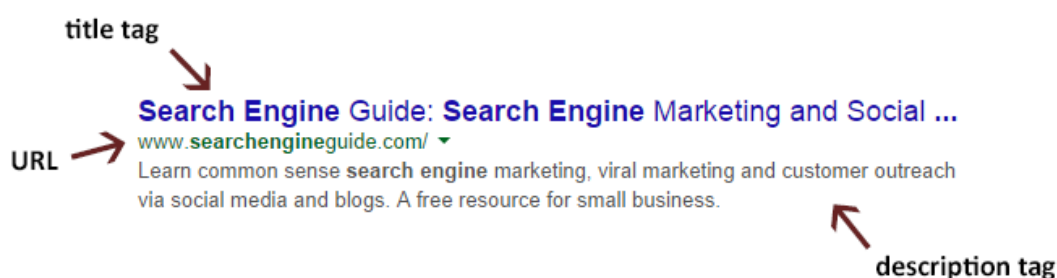 title tag
Search Engine Guide: Search Engine Marketing and Social ...
www.searchengineguide.com/
URL
Learn common sense search engine marketing, viral marketing and customer outreach
via social media and blogs. A free resource for small business.
description tag